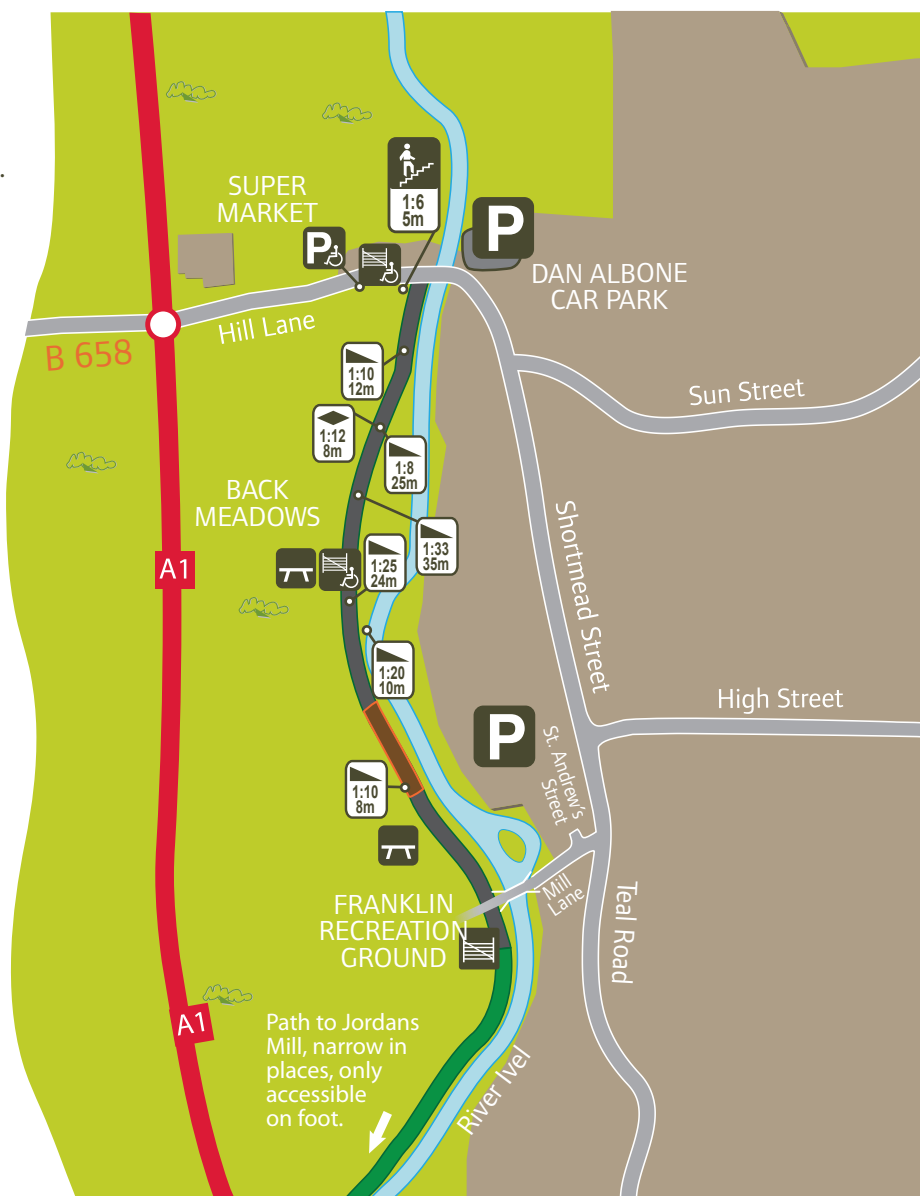 .
SUPER
MARKET
1:6
5m
P
P
DAN ALBONE
CAR PARK
Hill Lane
B 658
1:10
12m
Sun Street
1:12
8m
1:8
25m
BACK
MEADOWS
Shortmead Street
1:33
35m
A1
1:25
24m
1:20
10m
High Street
P
St. Andrew's
Street
1:10
8m
Mill
Lane
FRANKLIN
RECREATION
GROUND
Teal Road
A1
Path to Jordans
Mill, narrow in
places, only
accessible
on foot.
River Ivel